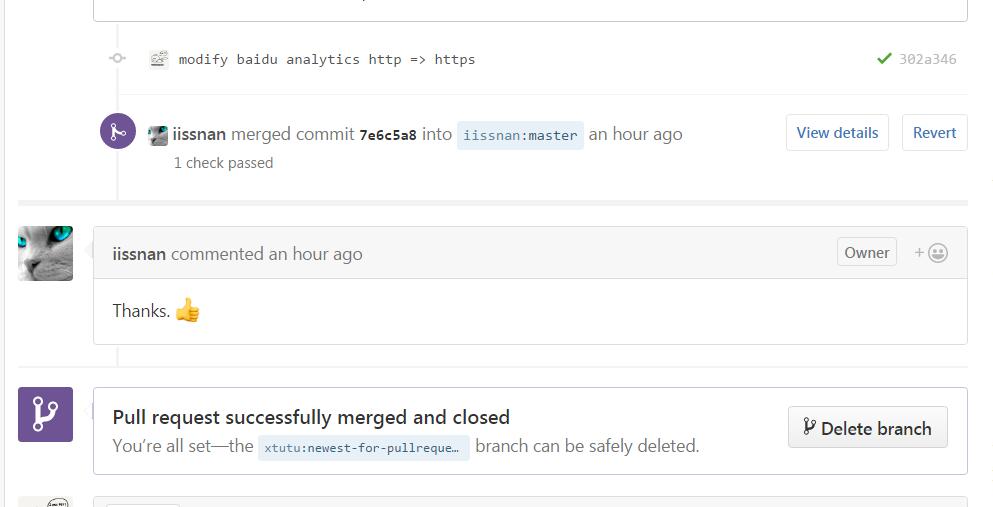 modify baidu analytics http => https 302a346
iissnan merged commit 7e6c5a8 into iissnan:master an hour ago View details Revert
1 check passed
iissnan commented an hour ago Owner +
Thanks.
Pull request successfully merged and closed
You're all set—the xtutu:newest-for-pullreque… branch can be safely deleted.
Delete branch